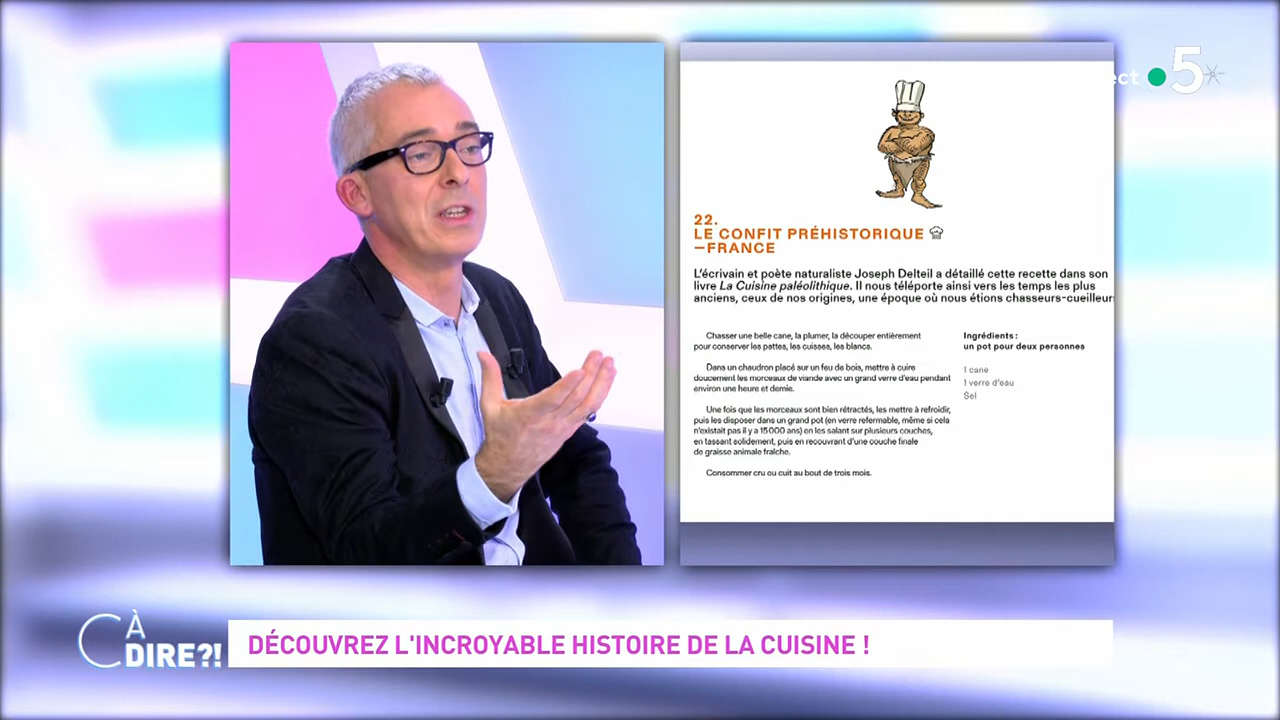 ect 5
22.
LE CONFIT PRÉHISTORIQUE
—FRANCE
L'écrivain et poète naturaliste Joseph Delteil a détaillé cette recette dans son
livre La Cuisine paléolithique. Il nous téléporte ainsi vers les temps les plus
anciens, ceux de nos origines, une époque où nous étions chasseurs-cueilleurs
Chasser une belle cane, la plumer, la découper entièrement
pour conserver les pattes, les cuisses, les blancs.
Dans un chaudron placé sur un feu de bois, mettre à cuire
doucement les morceaux de viande avec un grand verre d'eau pendant
environ une heure et demie.
Une fois que les morceaux sont bien rétractés, les mettre à refroidir,
puis les disposer dans un grand pot (en verre refermable, même si cela
n'existait pas il y a 15 000 ans) en les salant sur plusieurs couches,
en tassant solidement, puis en recouvrant d'une couche finale
de graisse animale fraîche.
Consommer cru ou cuit au bout de trois mois.
Ingrédients :
un pot pour deux personnes
1 cane
1 verre d'eau
Sel
C À
DIRE?!
DÉCOUVREZ L'INCROYABLE HISTOIRE DE LA CUISINE !